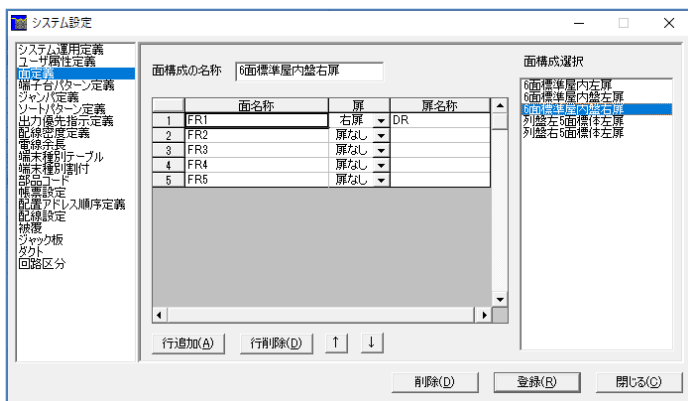 システム設定
システム運用定義
ユーザ属性定義
面定義
端子台パターン定義
ジャンパ定義
ソートパターン定義
出力優先指示定義
配線密度定義
電線余長
端末種別テーブル
端末種別割付
部品コード
帳票設定
配置アドレス順序定義
配線設定
被覆
ジャック板
ダクト
回路区分
面構成の名称 6面標準屋内盤右扉
面名称 扉 扉名称
1 FR1 右扉 DR
2 FR2 扉なし
3 FR3 扉なし
4 FR4 扉なし
5 FR5 扉なし
行追加(A) 行削除(D) ↑ ↓
面構成選択
6面標準屋内左扉
6面標準屋内盤左扉
6面標準屋内盤右扉
列盤左5面標体左扉
列盤右5面標体左扉
削除(D) 登録(R) 閉じる(C)